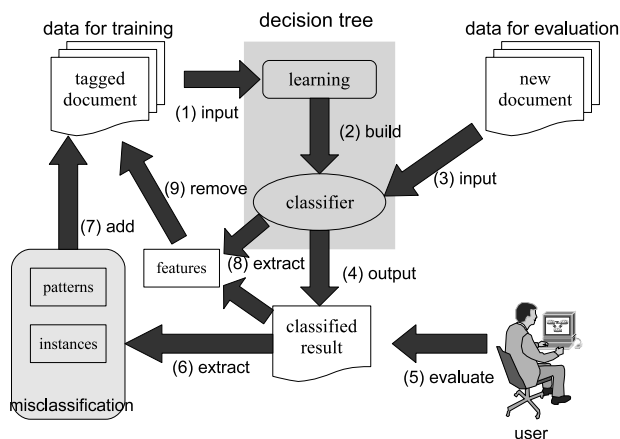 decision tree
data for training
data for evaluation
tagged
document
learning
new
document
(1) input
(2) build
(3) input
(9) remove
classifier
(7) add
features
(8) extract
(4) output
patterns
instances
classified
result
(6) extract
(5) evaluate
misclassification
user